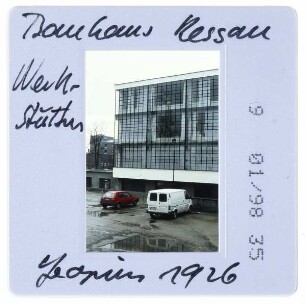 Bauhaus Dessau
Werk-
stätten
Gropius 1926
9 01/98 35